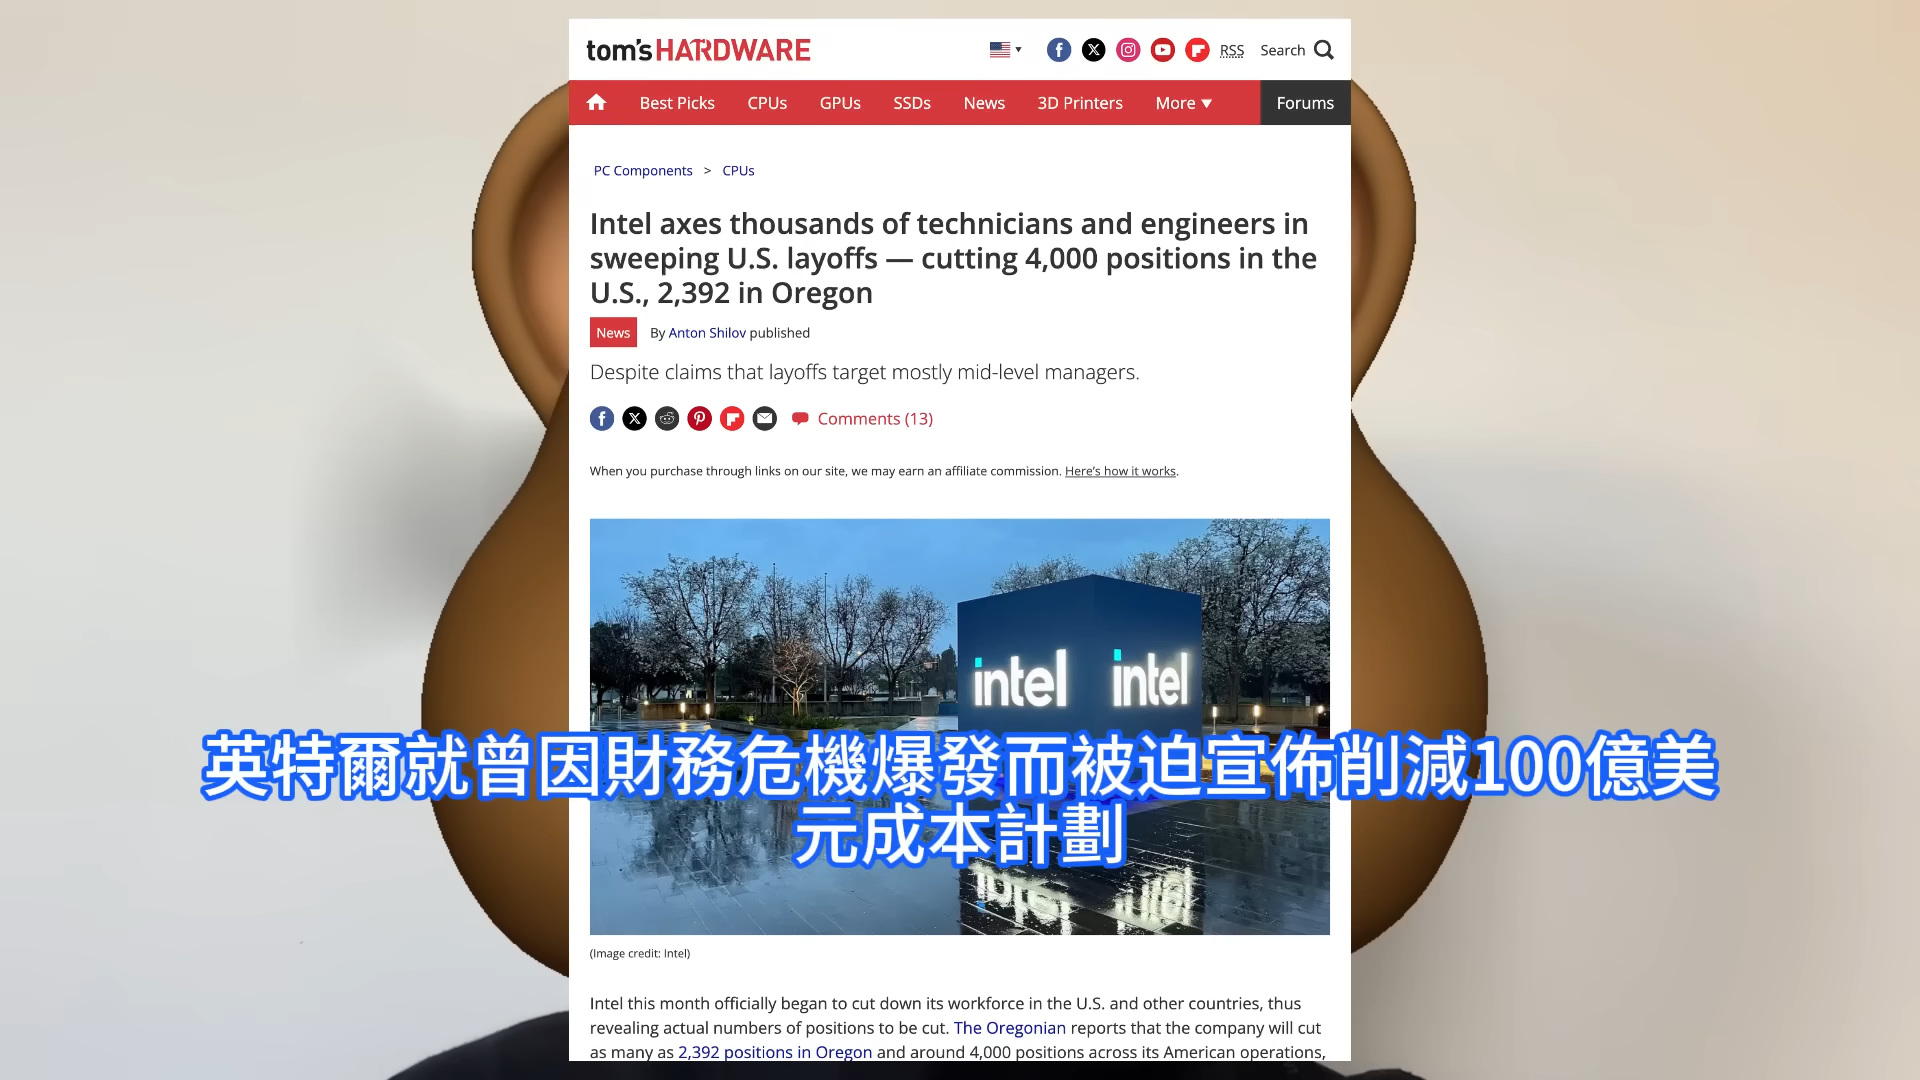 tom's HARDWARE
RSS
Search
Best Picks
CPUs
GPUs
SSDs
News
3D Printers
More
Forums
PC Components > CPUs
Intel axes thousands of technicians and engineers in
sweeping U.S. layoffs — cutting 4,000 positions in the
U.S., 2,392 in Oregon
News
By Anton Shilov published
Despite claims that layoffs target mostly mid-level managers.
Comments (13)
When you purchase through links on our site, we may earn an affiliate commission. Here's how it works.
intel
intel
英特爾就曾因財務危機爆發而被迫宣佈削減100億美
元成本計劃
(Image credit: Intel)
Intel this month officially began to cut down its workforce in the U.S. and other countries, thus
revealing actual numbers of positions to be cut. The Oregonian reports that the company will cut
as many as 2,392 positions in Oregon and around 4,000 positions across its American operations,